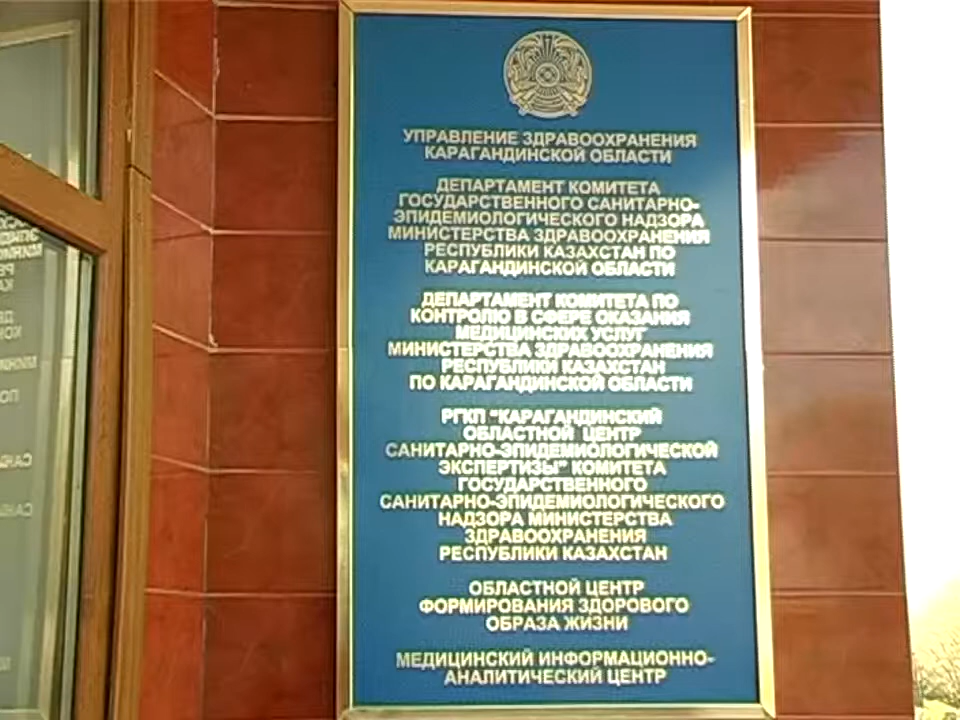 УПРАВЛЕНИЕ ЗДРАВООХРАНЕНИЯ
КАРАГАНДИНСКОЙ ОБЛАСТИ
ДЕПАРТАМЕНТ КОМИТЕТА
ГОСУДАРСТВЕННОГО САНИТАРНО-
ЭПИДЕМИОЛОГИЧЕСКОГО НАДЗОРА
МИНИСТЕРСТВА ЗДРАВООХРАНЕНИЯ
РЕСПУБЛИКИ КАЗАХСТАН ПО
КАРАГАНДИНСКОЙ ОБЛАСТИ
ДЕПАРТАМЕНТ КОМИТЕТА ПО
КОНТРОЛЮ В СФЕРЕ ОКАЗАНИЯ
МЕДИЦИНСКИХ УСЛУГ
МИНИСТЕРСТВА ЗДРАВООХРАНЕНИЯ
РЕСПУБЛИКИ КАЗАХСТАН
ПО КАРАГАНДИНСКОЙ ОБЛАСТИ
РГКП "КАРАГАНДИНСКИЙ
ОБЛАСТНОЙ ЦЕНТР
САНИТАРНО-ЭПИДЕМИОЛОГИЧЕСКОЙ
ЭКСПЕРТИЗЫ" КОМИТЕТА
ГОСУДАРСТВЕННОГО
САНИТАРНО-ЭПИДЕМИОЛОГИЧЕСКОГО
НАДЗОРА МИНИСТЕРСТВА
ЗДРАВООХРАНЕНИЯ
РЕСПУБЛИКИ КАЗАХСТАН
ОБЛАСТНОЙ ЦЕНТР
ФОРМИРОВАНИЯ ЗДОРОВОГО
ОБРАЗА ЖИЗНИ
МЕДИЦИНСКИЙ ИНФОРМАЦИОННО-
АНАЛИТИЧЕСКИЙ ЦЕНТР